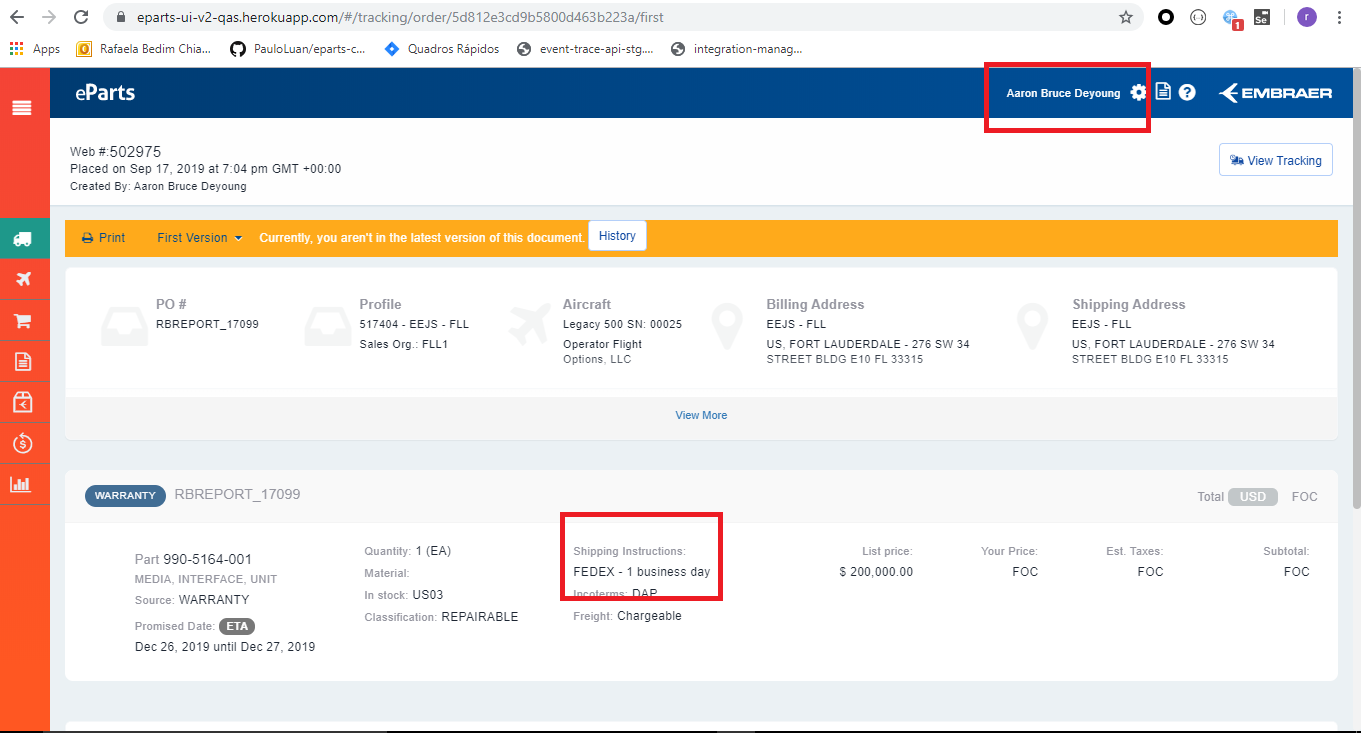 eparts-ui-v2-qas.herokuapp.com/#/tracking/order/5d812e3cd9b5800d463b223a/first
1
Se
r
Apps
Rafaela Bedim Chia...
PauloLuan/eparts-c...
Quadros Rápidos
event-trace-api-stg....
integration-manag...
eParts
Aaron Bruce Deyoung
EMBRAER
Web #:502975
Placed on Sep 17, 2019 at 7:04 pm GMT +00:00
Created By: Aaron Bruce Deyoung
View Tracking
Print
First Version
Currently, you aren't in the latest version of this document.
History
PO #
RBREPORT_17099
Profile
517404 - EEJS - FLL
Sales Org.: FLL1
Aircraft
Legacy 500 SN: 00025
Operator Flight
Options, LLC
Billing Address
EEJS - FLL
US, FORT LAUDERDALE - 276 SW 34
STREET BLDG E10 FL 33315
Shipping Address
EEJS - FLL
US, FORT LAUDERDALE - 276 SW 34
STREET BLDG E10 FL 33315
View More
WARRANTY
RBREPORT_17099
Total USD FOC
Part 990-5164-001
MEDIA, INTERFACE, UNIT
Source: WARRANTY
Promised Date: ETA
Dec 26, 2019 until Dec 27, 2019
Quantity: 1 (EA)
Material:
In stock: US03
Classification: REPAIRABLE
Shipping Instructions:
FEDEX - 1 business day
Incoterms: DAP
Freight: Chargeable
List price:
$ 200,000.00
Your Price:
FOC
Est. Taxes:
FOC
Subtotal:
FOC